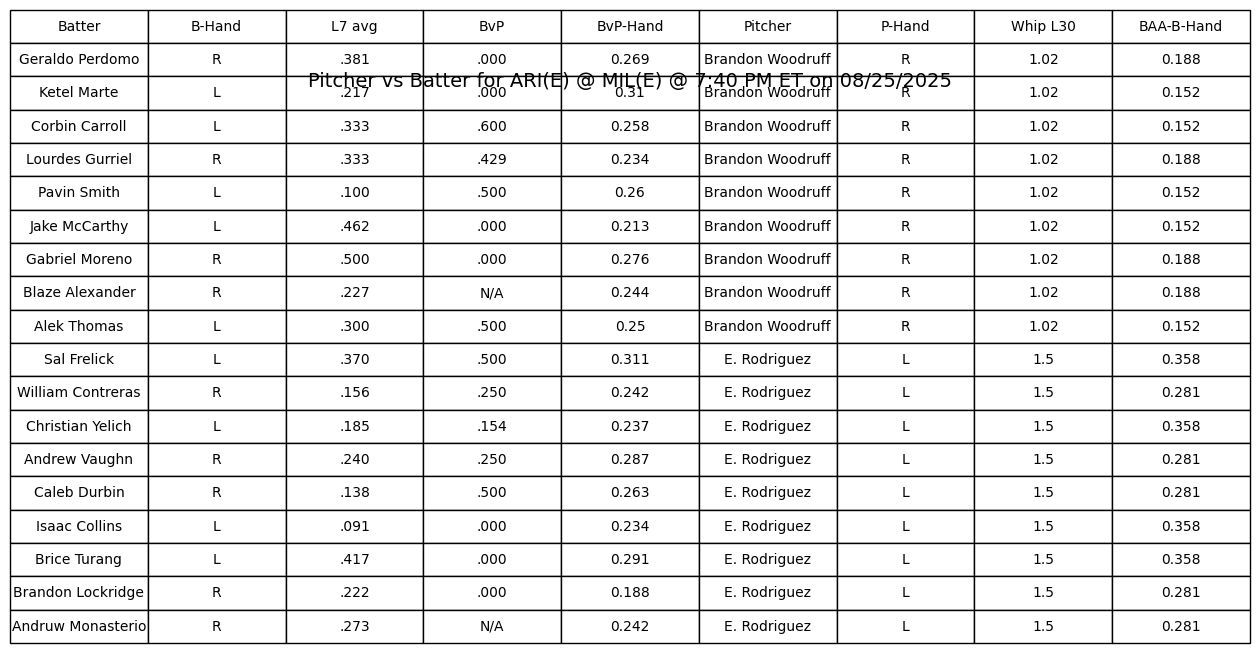 Batter B-Hand L7 avg BvP BvP-Hand Pitcher P-Hand Whip L30 BAA-B-Hand
Geraldo Perdomo R .381 .000 0.269 Brandon Woodruff R 1.02 0.188
Pitcher vs Batter for ARI(E) @ MIL(E) @ 7:40 PM ET on 08/25/2025
Ketel Marte L .217 .000 0.31 Brandon Woodruff R 1.02 0.152
Corbin Carroll L .333 .600 0.258 Brandon Woodruff R 1.02 0.152
Lourdes Gurriel R .333 .429 0.234 Brandon Woodruff R 1.02 0.188
Pavin Smith L .100 .500 0.26 Brandon Woodruff R 1.02 0.152
Jake McCarthy L .462 .000 0.213 Brandon Woodruff R 1.02 0.152
Gabriel Moreno R .500 .000 0.276 Brandon Woodruff R 1.02 0.188
Blaze Alexander R .227 N/A 0.244 Brandon Woodruff R 1.02 0.188
Alek Thomas L .300 .500 0.25 Brandon Woodruff R 1.02 0.152
Sal Frelick L .370 .500 0.311 E. Rodriguez L 1.5 0.358
William Contreras R .156 .250 0.242 E. Rodriguez L 1.5 0.281
Christian Yelich L .185 .154 0.237 E. Rodriguez L 1.5 0.358
Andrew Vaughn R .240 .250 0.287 E. Rodriguez L 1.5 0.281
Caleb Durbin R .138 .500 0.263 E. Rodriguez L 1.5 0.281
Isaac Collins L .091 .000 0.234 E. Rodriguez L 1.5 0.358
Brice Turang L .417 .000 0.291 E. Rodriguez L 1.5 0.358
Brandon Lockridge R .222 .000 0.188 E. Rodriguez L 1.5 0.281
Andruw Monasterio R .273 N/A 0.242 E. Rodriguez L 1.5 0.281